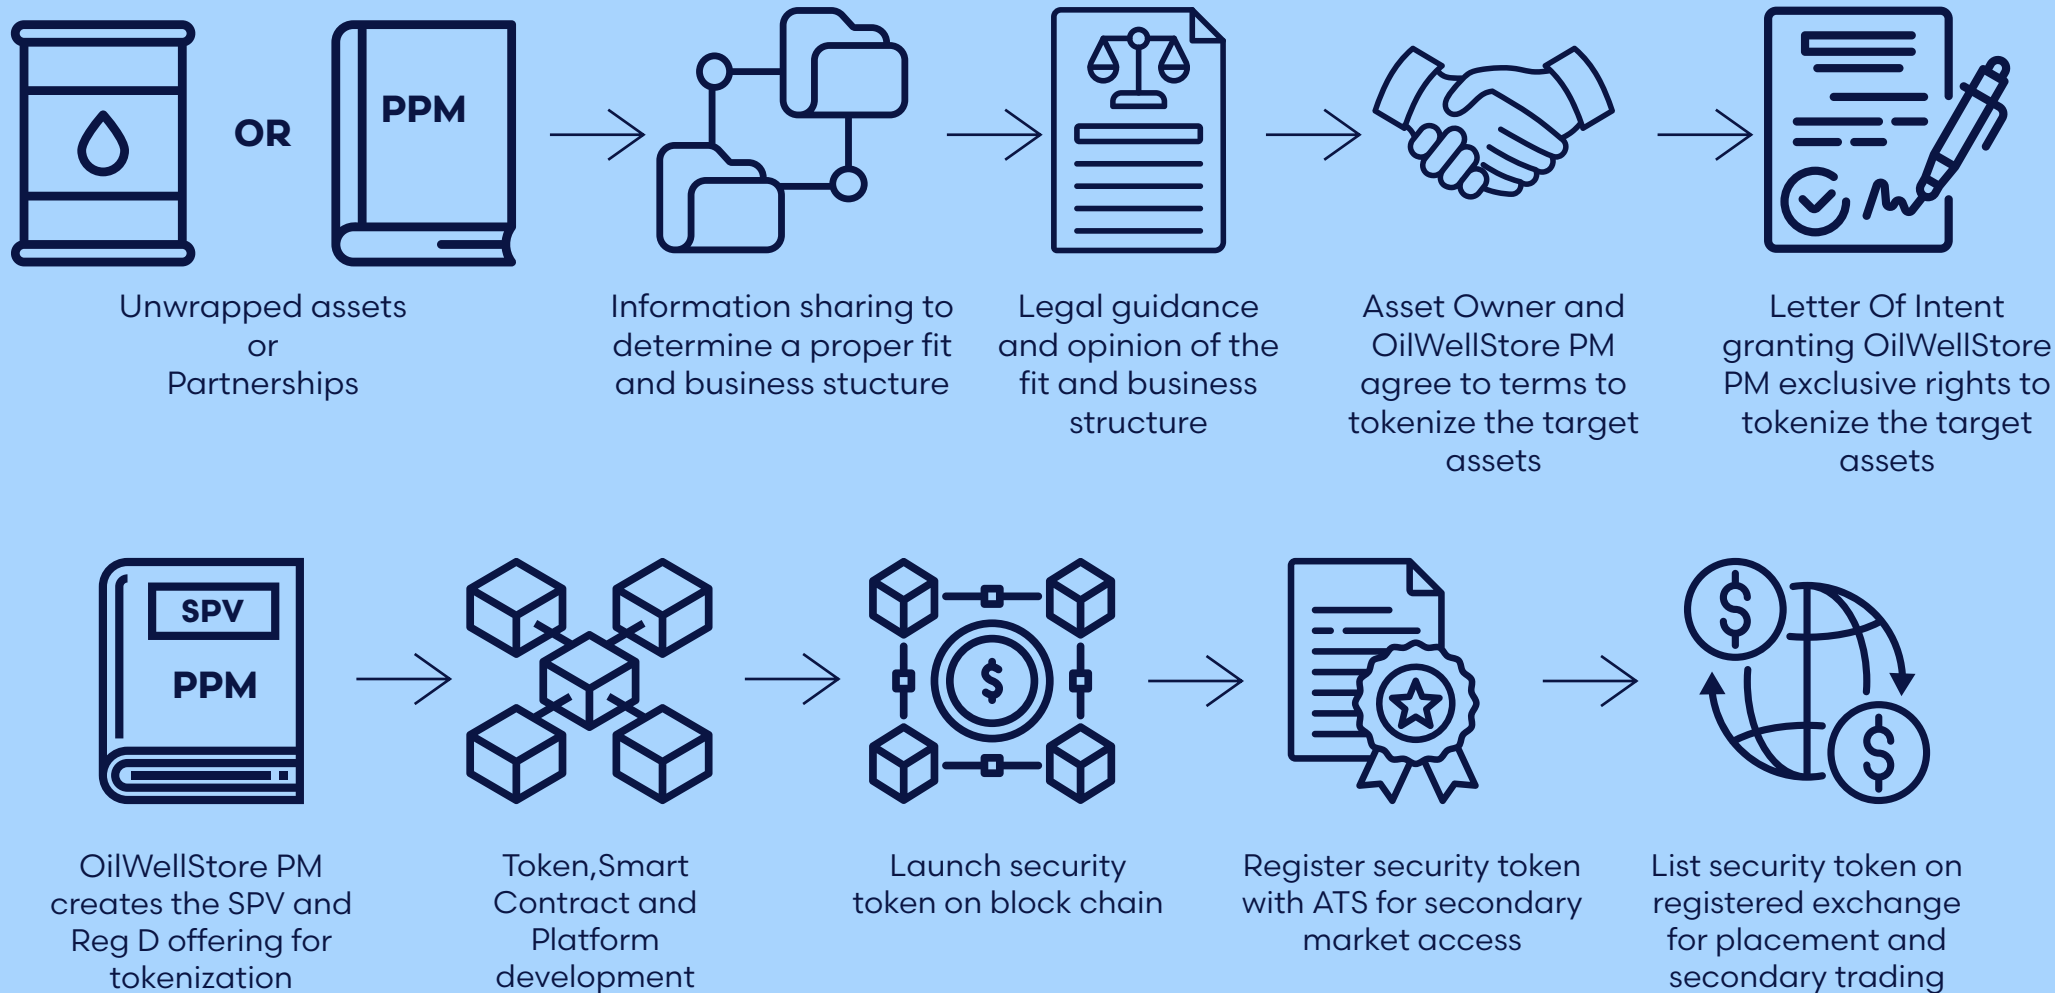 OR
PPM
Unwrapped assets
or
Partnerships
Information sharing to
determine a proper fit
and business stucture
Legal guidance
and opinion of the
fit and business
structure
Asset Owner and
OilWellStore PM
agree to terms to
tokenize the target
assets
Letter Of Intent
granting OilWellStore
PM exclusive rights to
tokenize the target
assets
SPV
PPM
$
$
$
OilWellStore PM
creates the SPV and
Reg D offering for
tokenization
Token,Smart
Contract and
Platform
development
Launch security
token on block chain
Register security token
with ATS for secondary
market access
List security token on
registered exchange
for placement and
secondary trading